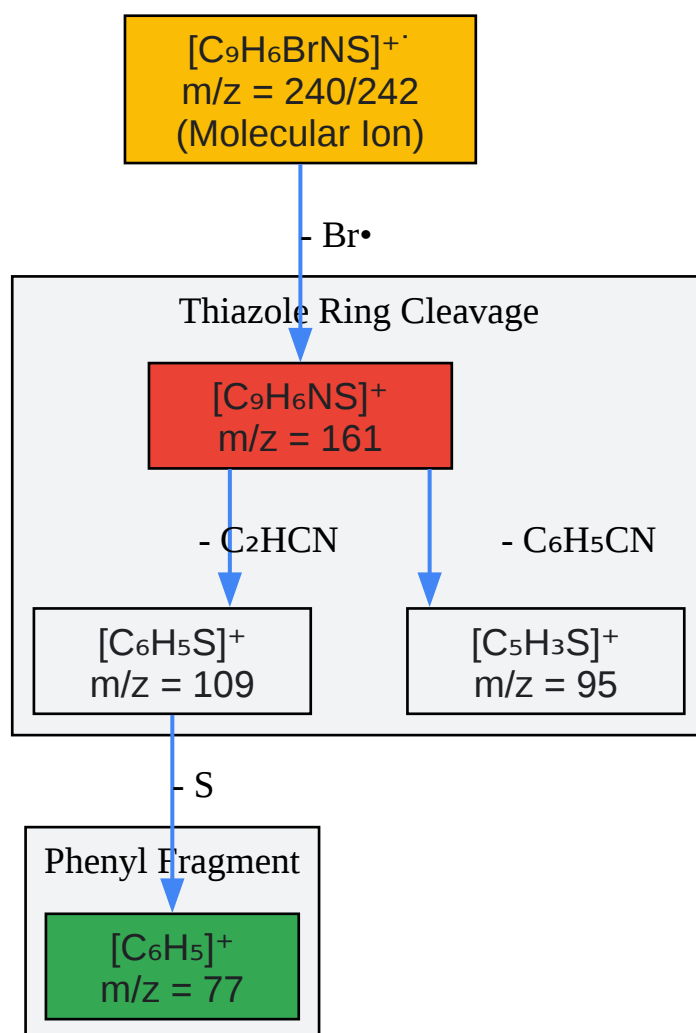 [C₉H₆BrNS]⁺˙
m/z = 240/242
(Molecular Ion)
- Br•
Thiazole Ring Cleavage
[C₉H₆NS]⁺
m/z = 161
- C₂HCN
- C₆H₅CN
[C₆H₅S]⁺
m/z = 109
[C₅H₃S]⁺
m/z = 95
- S
Phenyl Fragment
[C₆H₅]⁺
m/z = 77